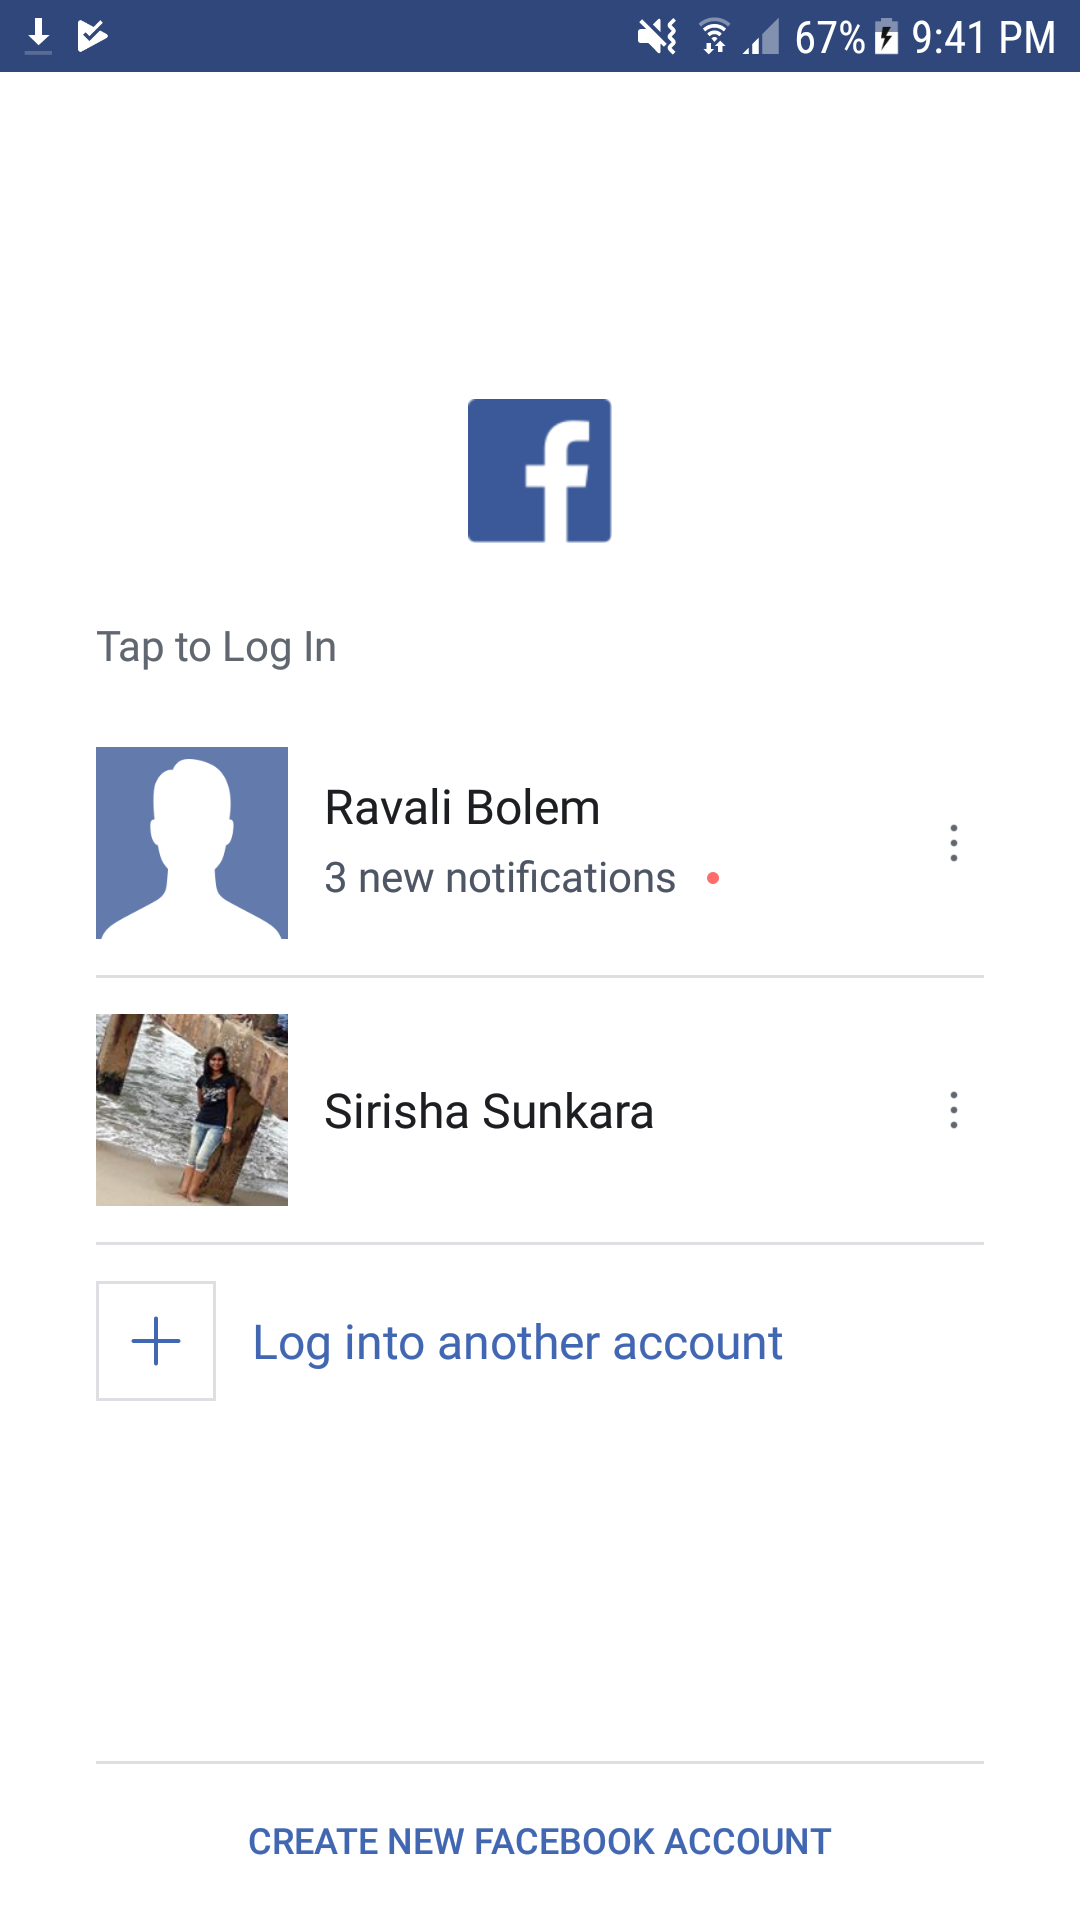 67% 9:41 PM
Tap to Log In
Ravali Bolem
3 new notifications
Sirisha Sunkara
Log into another account
CREATE NEW FACEBOOK ACCOUNT